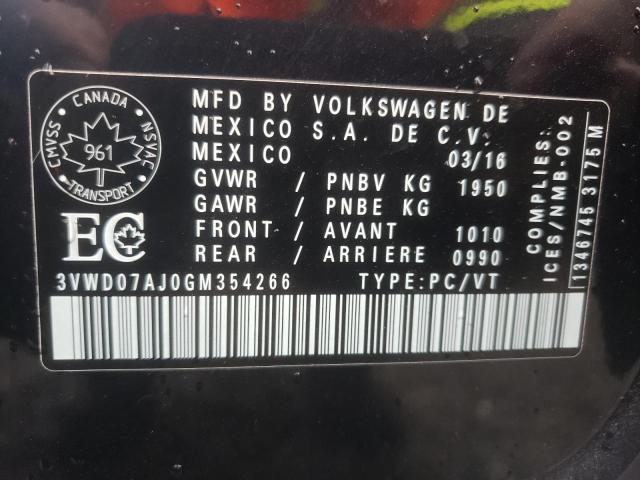 CANADA
CMVSS
NSVAC
961
TRANSPORT
EC
MFD BY VOLKSWAGEN DE
MEXICO S.A. DE C.V.
MEXICO 03/16
GVWR / PNBV KG 1950
GAWR / PNBE KG
FRONT / AVANT 1010
REAR / ARRIERE 0990
3VWD07AJ0GM354266 TYPE:PC/VT
COMPLIES:
ICES/NMB-002
1346745 3175 M